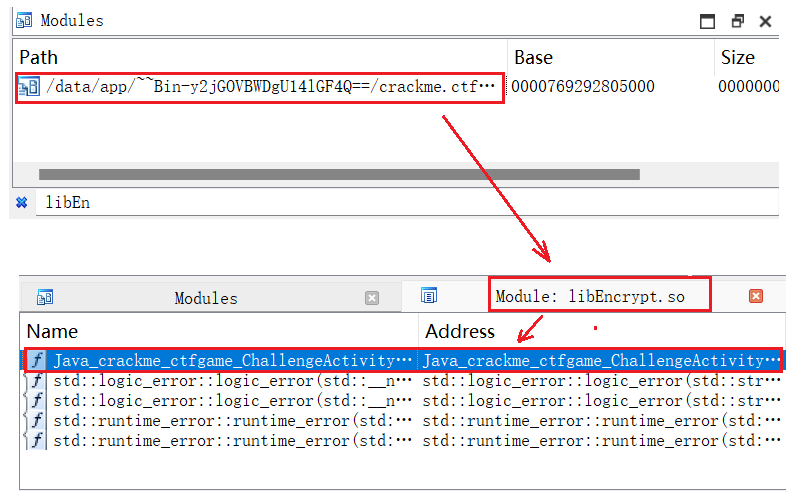 Modules
Path Base Size
/data/app/~~Bin-y2jGOVBWDgU14lGF4Q==/crackme.ctf… 0000769292805000 0000000
libEn
Modules Module: libEncrypt.so
Name Address
Java_crackme_ctfgame_ChallengeActivity… Java_crackme_ctfgame_ChallengeActivity…
std::logic_error::logic_error(std::__n… std::logic_error::logic_error(std::str…
std::logic_error::logic_error(std::__n… std::logic_error::logic_error(std::str…
std::runtime_error::runtime_error(std:… std::runtime_error::runtime_error(std:…
std::runtime_error::runtime_error(std:… std::runtime_error::runtime_error(std:…